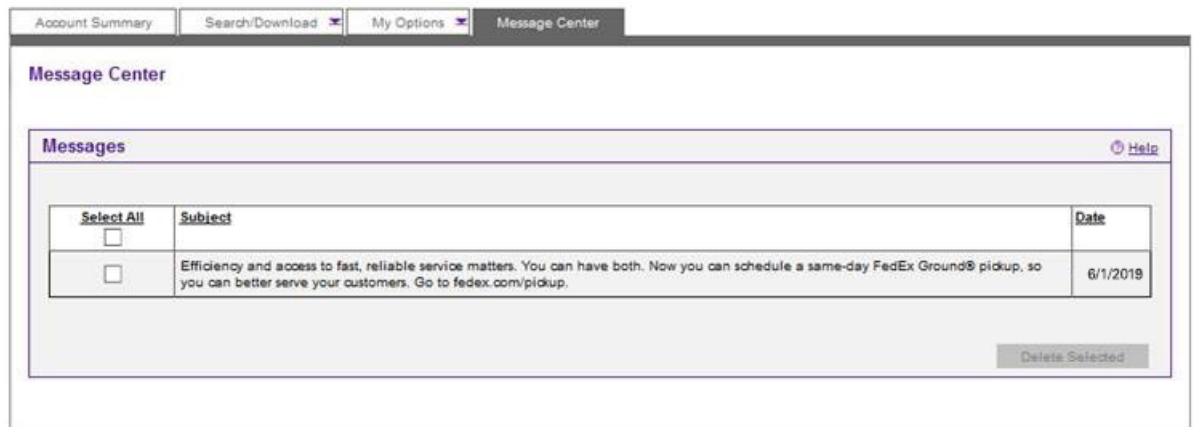 Account Summary Search/Download My Options Message Center
Message Center
Messages Help
Select All Subject Date
Efficiency and access to fast, reliable service matters. You can have both. Now you can schedule a same-day FedEx Ground® pickup, so
you can better serve your customers. Go to fedex.com/pickup. 6/1/2019
Delete Selected